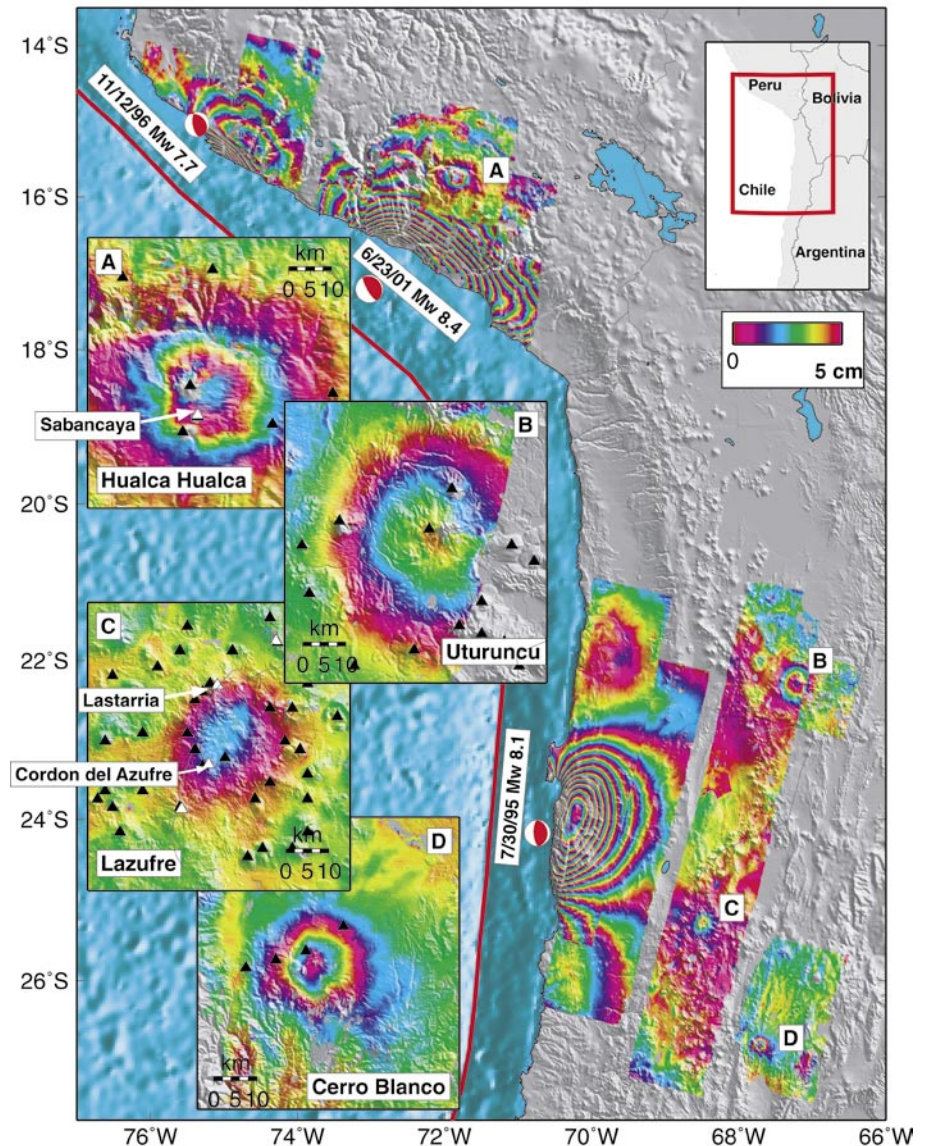 14°S
16°S
18°S
20°S
22°S
24°S
26°S
76°W
74°W
72°W
70°W
68°W
66°W
11/12/96 Mw 7.7
6/23/01 Mw 8.4
7/30/95 Mw 8.1
A
B
C
D
Peru
Bolivia
Chile
Argentina
0
5 cm
A
km
0 5 10
Sabancaya
Hualca Hualca
B
km
0 5 10
Uturuncu
C
Lastarria
Cordon del Azufre
km
0 5 10
Lazufre
D
km
0 5 10
Cerro Blanco